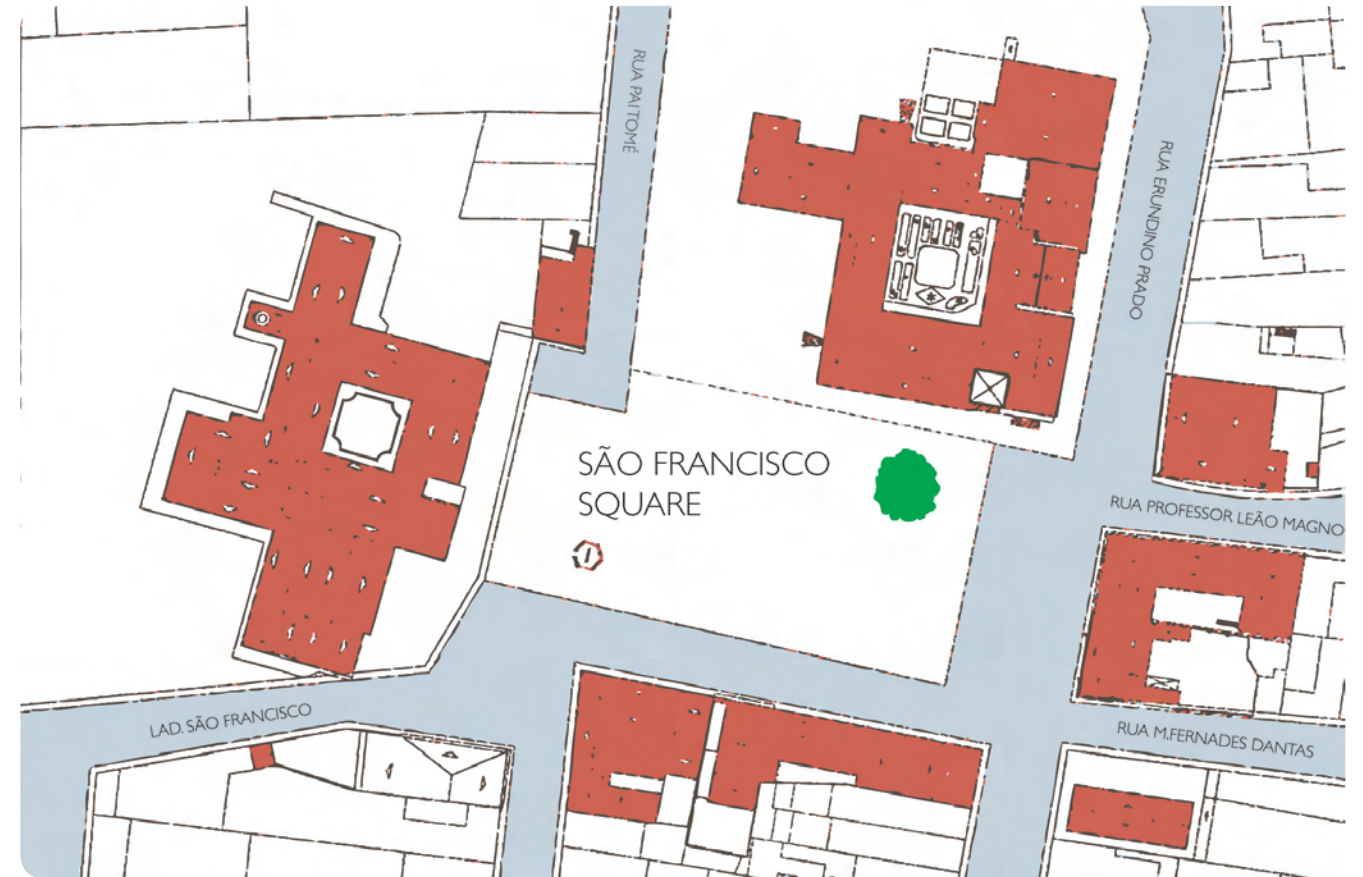 RUA PAI TOMÉ
RUA ERUNDINO PRADO
SÃO FRANCISCO
SQUARE
RUA PROFESSOR LEÃO MAGNO
LAD. SÃO FRANCISCO
RUA M.FERNADES DANTAS